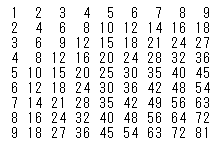 1 2 3 4 5 6 7 8 9
2 4 6 8 10 12 14 16 18
3 6 9 12 15 18 21 24 27
4 8 12 16 20 24 28 32 36
5 10 15 20 25 30 35 40 45
6 12 18 24 30 36 42 48 54
7 14 21 28 35 42 49 56 63
8 16 24 32 40 48 56 64 72
9 18 27 36 45 54 63 72 81